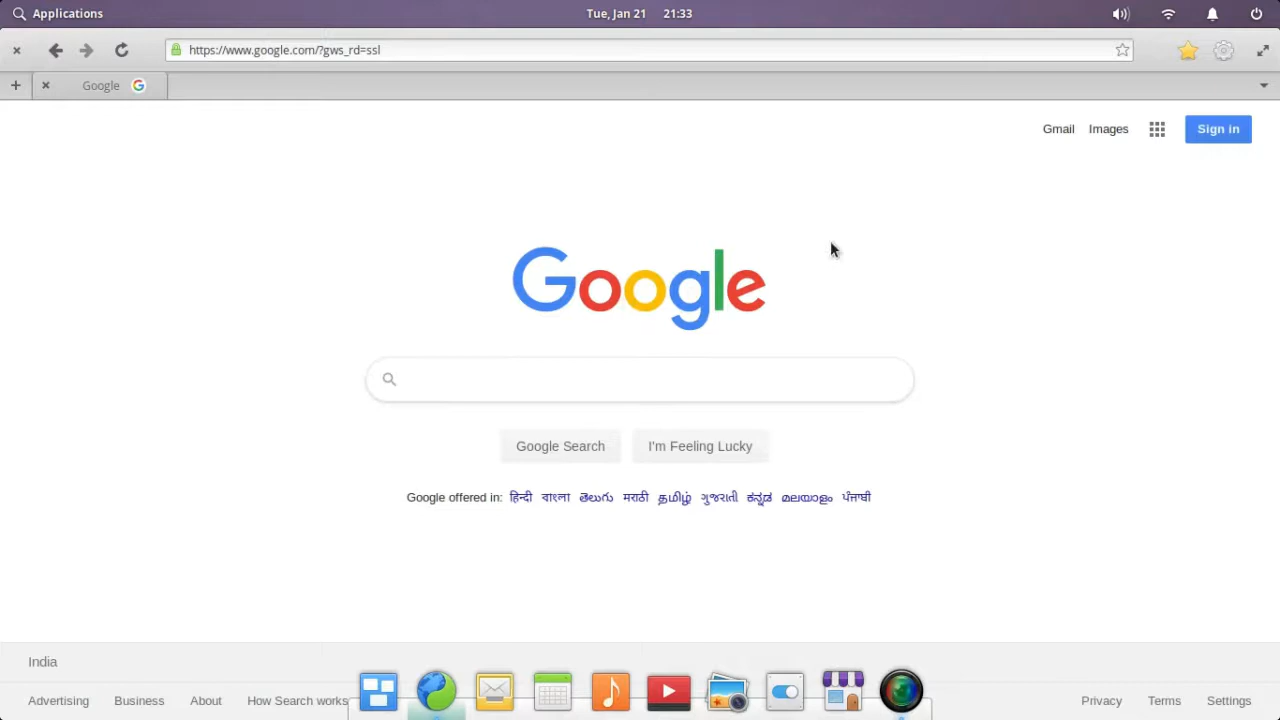 Applications
Tue, Jan 21 21:33
https://www.google.com/?gws_rd=ssl
Google
Gmail Images Sign in
Google
Google Search I'm Feeling Lucky
Google offered in: हिन्दी বাংলা తెలుగు मराठी தமிழ் ગુજરાતી ಕನ್ನಡ മലയാളം ਪੰਜਾਬੀ
India
Advertising Business About How Search works Privacy Terms Settings